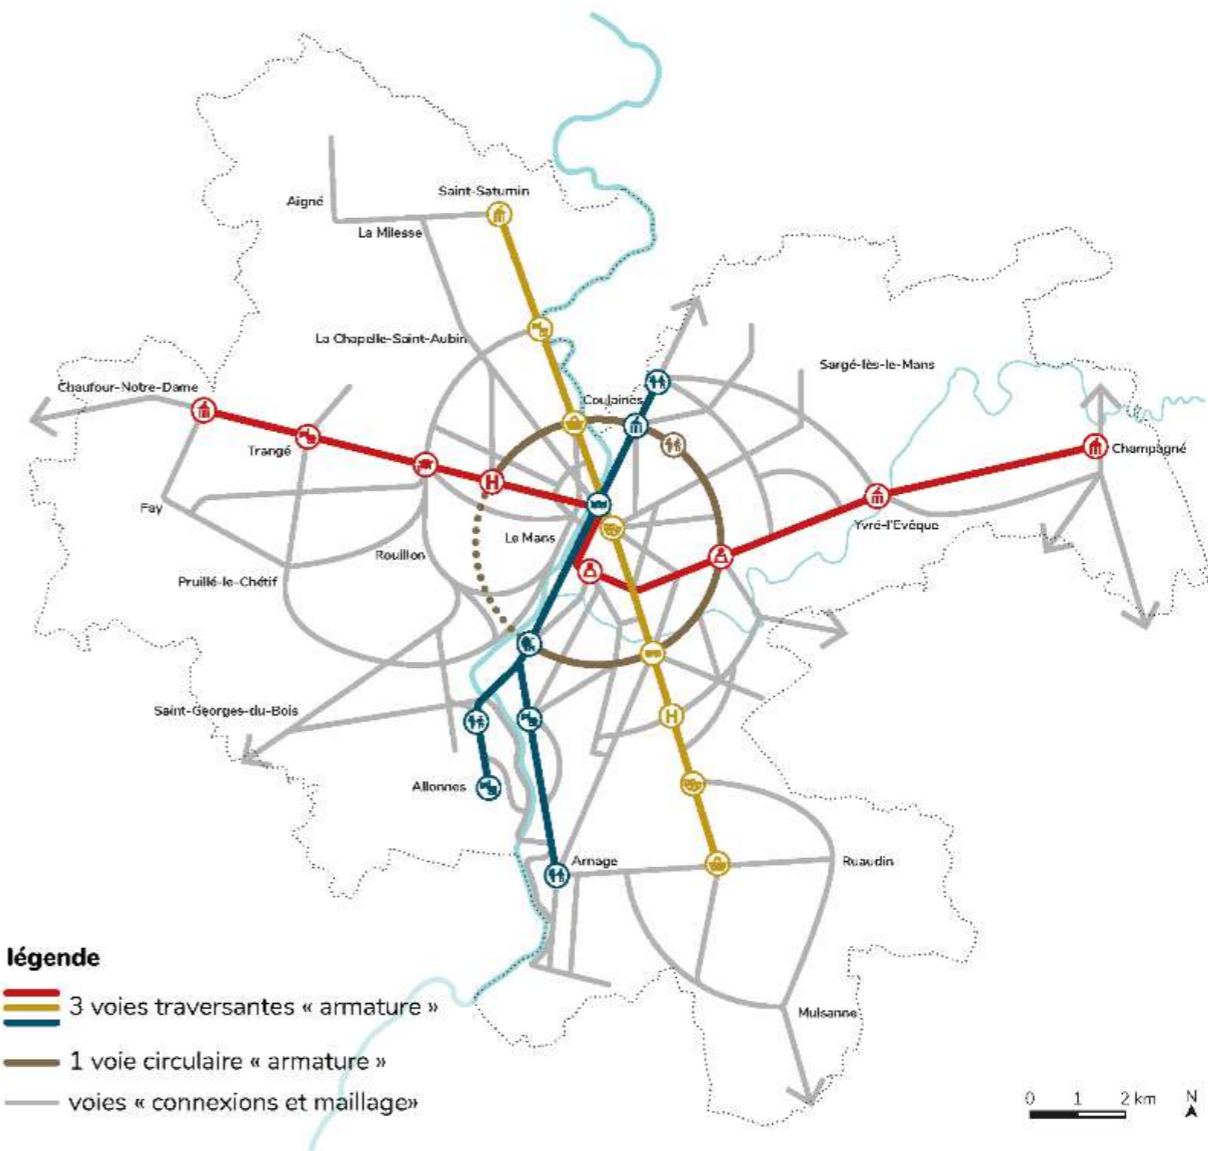 Saint-Saturnin
Aigné
La Milesse
La Chapelle-Saint-Aubin
Sargé-lès-le-Mans
Chaufour-Notre-Dame
Coulaines
Trangé
Champagné
H
Fay
Le Mans
Yvré-l'Evêque
Rouillon
Pruillé-le-Chétif
Saint-Georges-du-Bois
H
Allonnes
Arnage
Ruaudin
Mulsanne
légende
3 voies traversantes « armature »
1 voie circulaire « armature »
voies « connexions et maillage»
0 1 2 km N